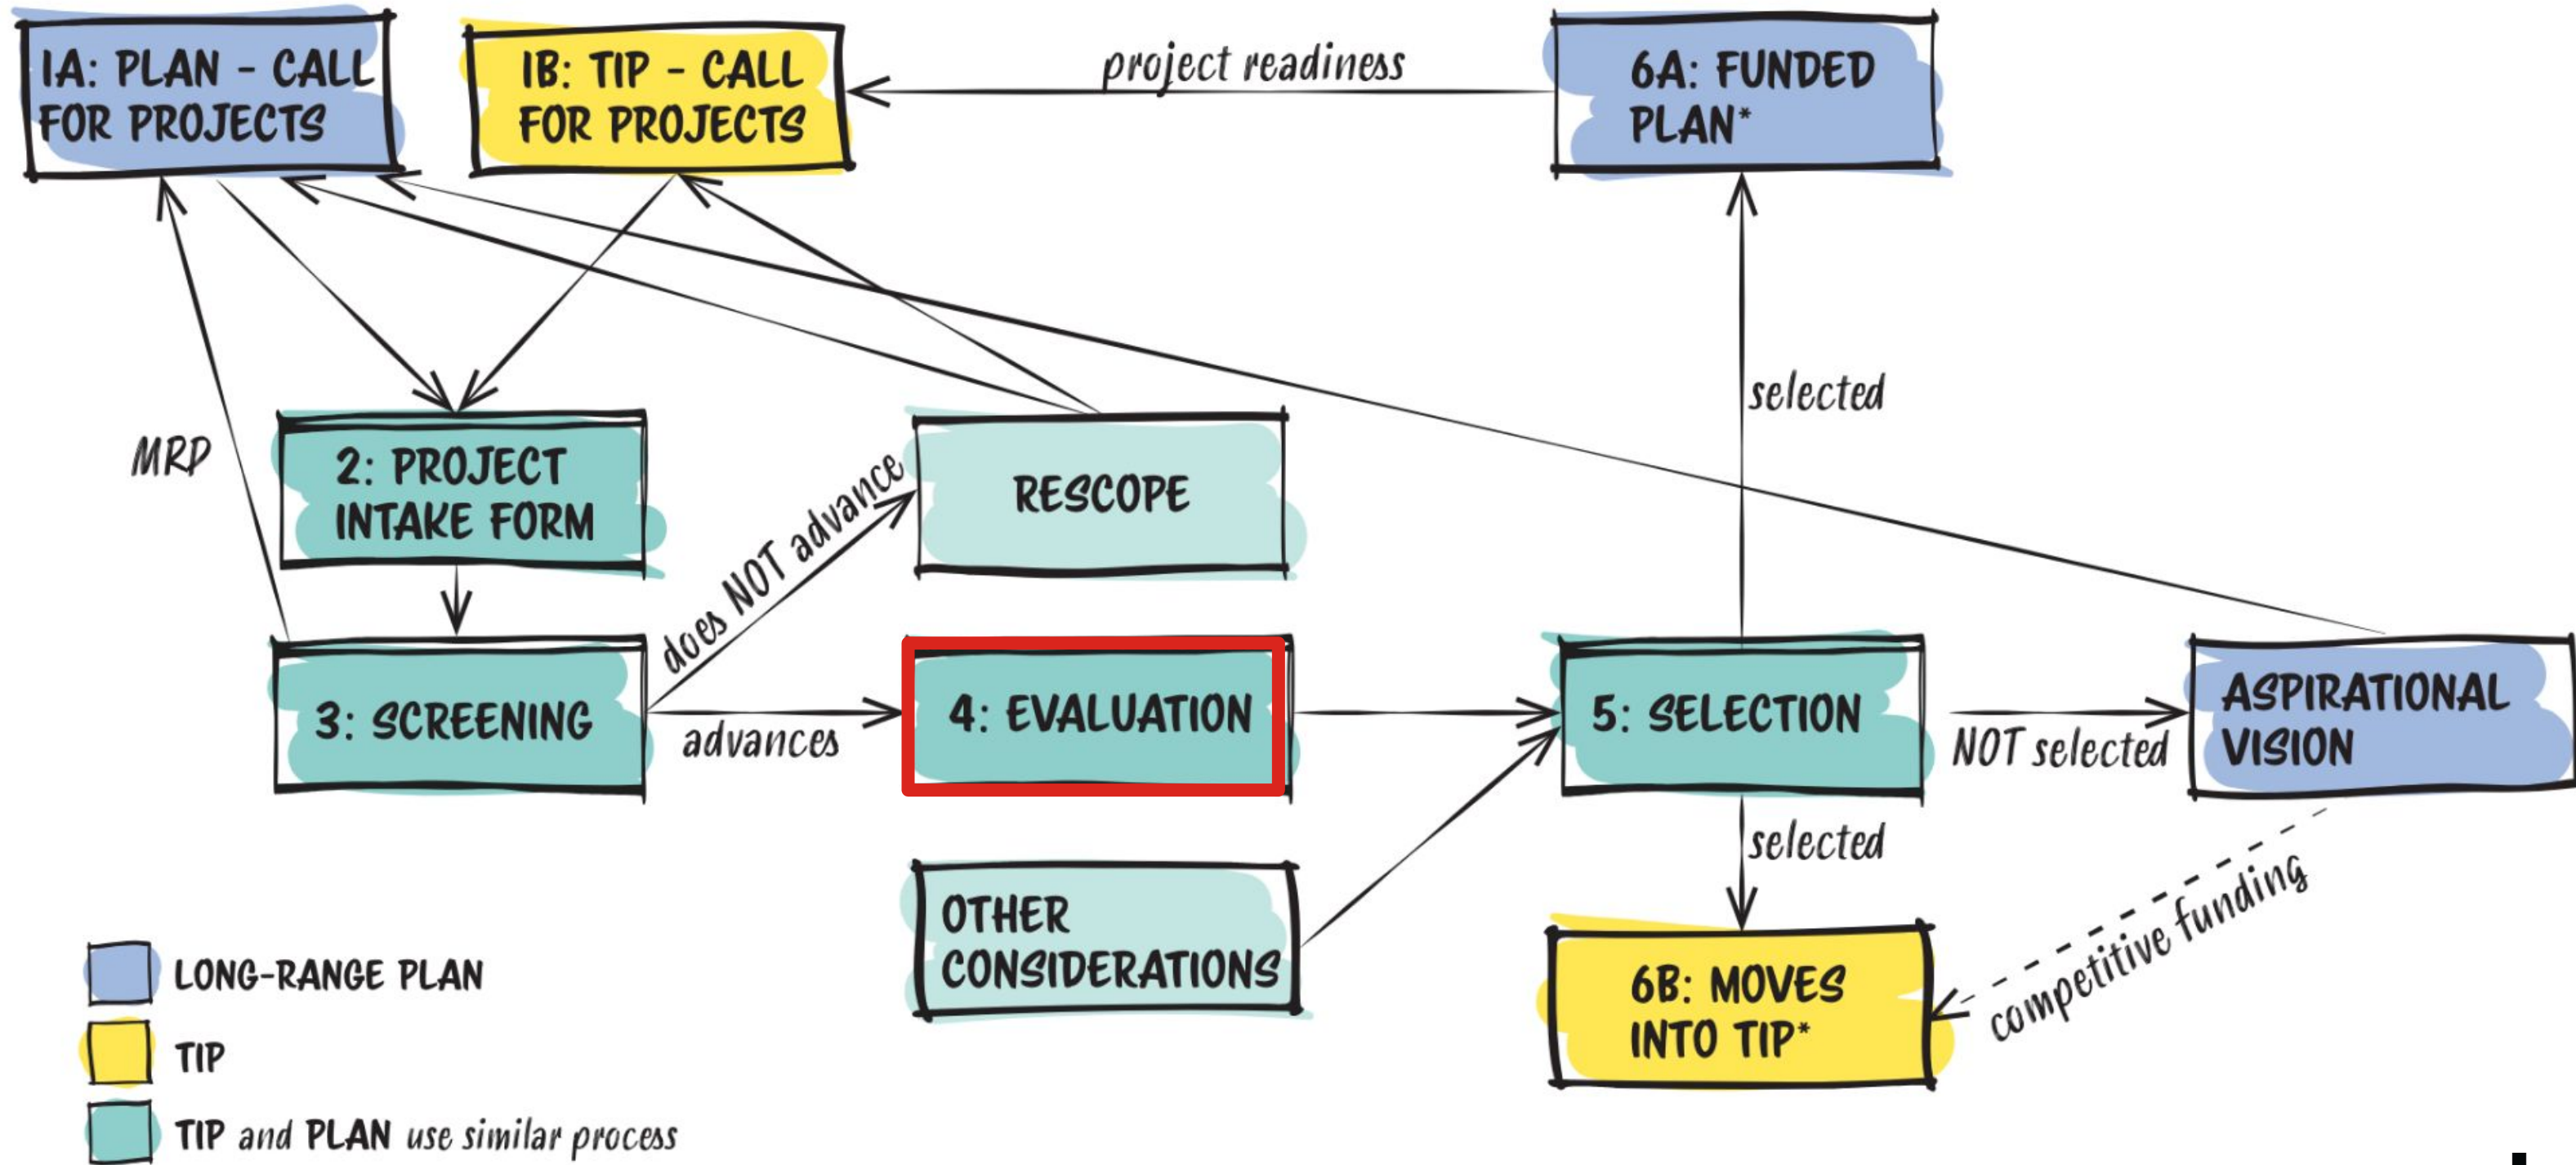 1A: PLAN - CALL
FOR PROJECTS
1B: TIP - CALL
FOR PROJECTS
project readiness
6A: FUNDED
PLAN*
MRP
2: PROJECT
INTAKE FORM
does NOT advance
RESCOPE
selected
3: SCREENING
advances
4: EVALUATION
5: SELECTION
NOT selected
ASPIRATIONAL
VISION
OTHER
CONSIDERATIONS
selected
6B: MOVES
INTO TIP*
competitive funding
LONG-RANGE PLAN
TIP
TIP and PLAN use similar process